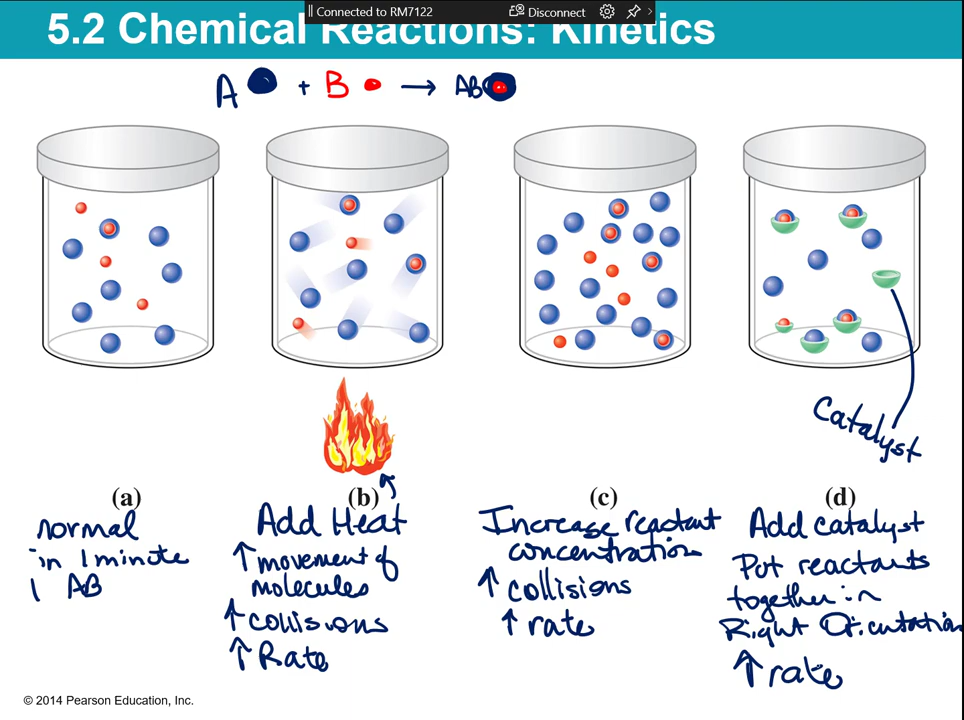 Connected to RM7122
Disconnect
5.2 Chemical Reactions: Kinetics
A + B → AB
Catalyst
(a) (b) (c) (d)
normal
in 1 minute
1 AB
Add Heat
↑ movement of
molecules
↑ collisions
↑ Rate
Increase reactant
concentration
↑ collisions
↑ rate
Add catalyst
Put reactants
together in
Right Orientation
↑ rate
© 2014 Pearson Education, Inc.